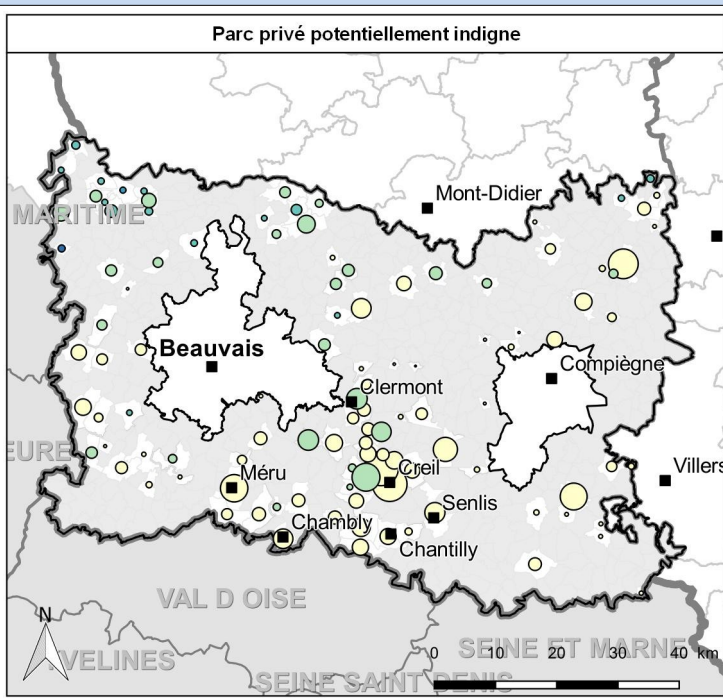 Parc privé potentiellement indigne
Mont-Didier
MARITIME
Beauvais
Compiègne
Clermont
EURE
Villers
Creil
Méru
Senlis
Chambly
Chantilly
VAL D OISE
N
SEINE ET MARNE
YVELINES
0 10 20 30 40 km
SEINE SAINT DENIS